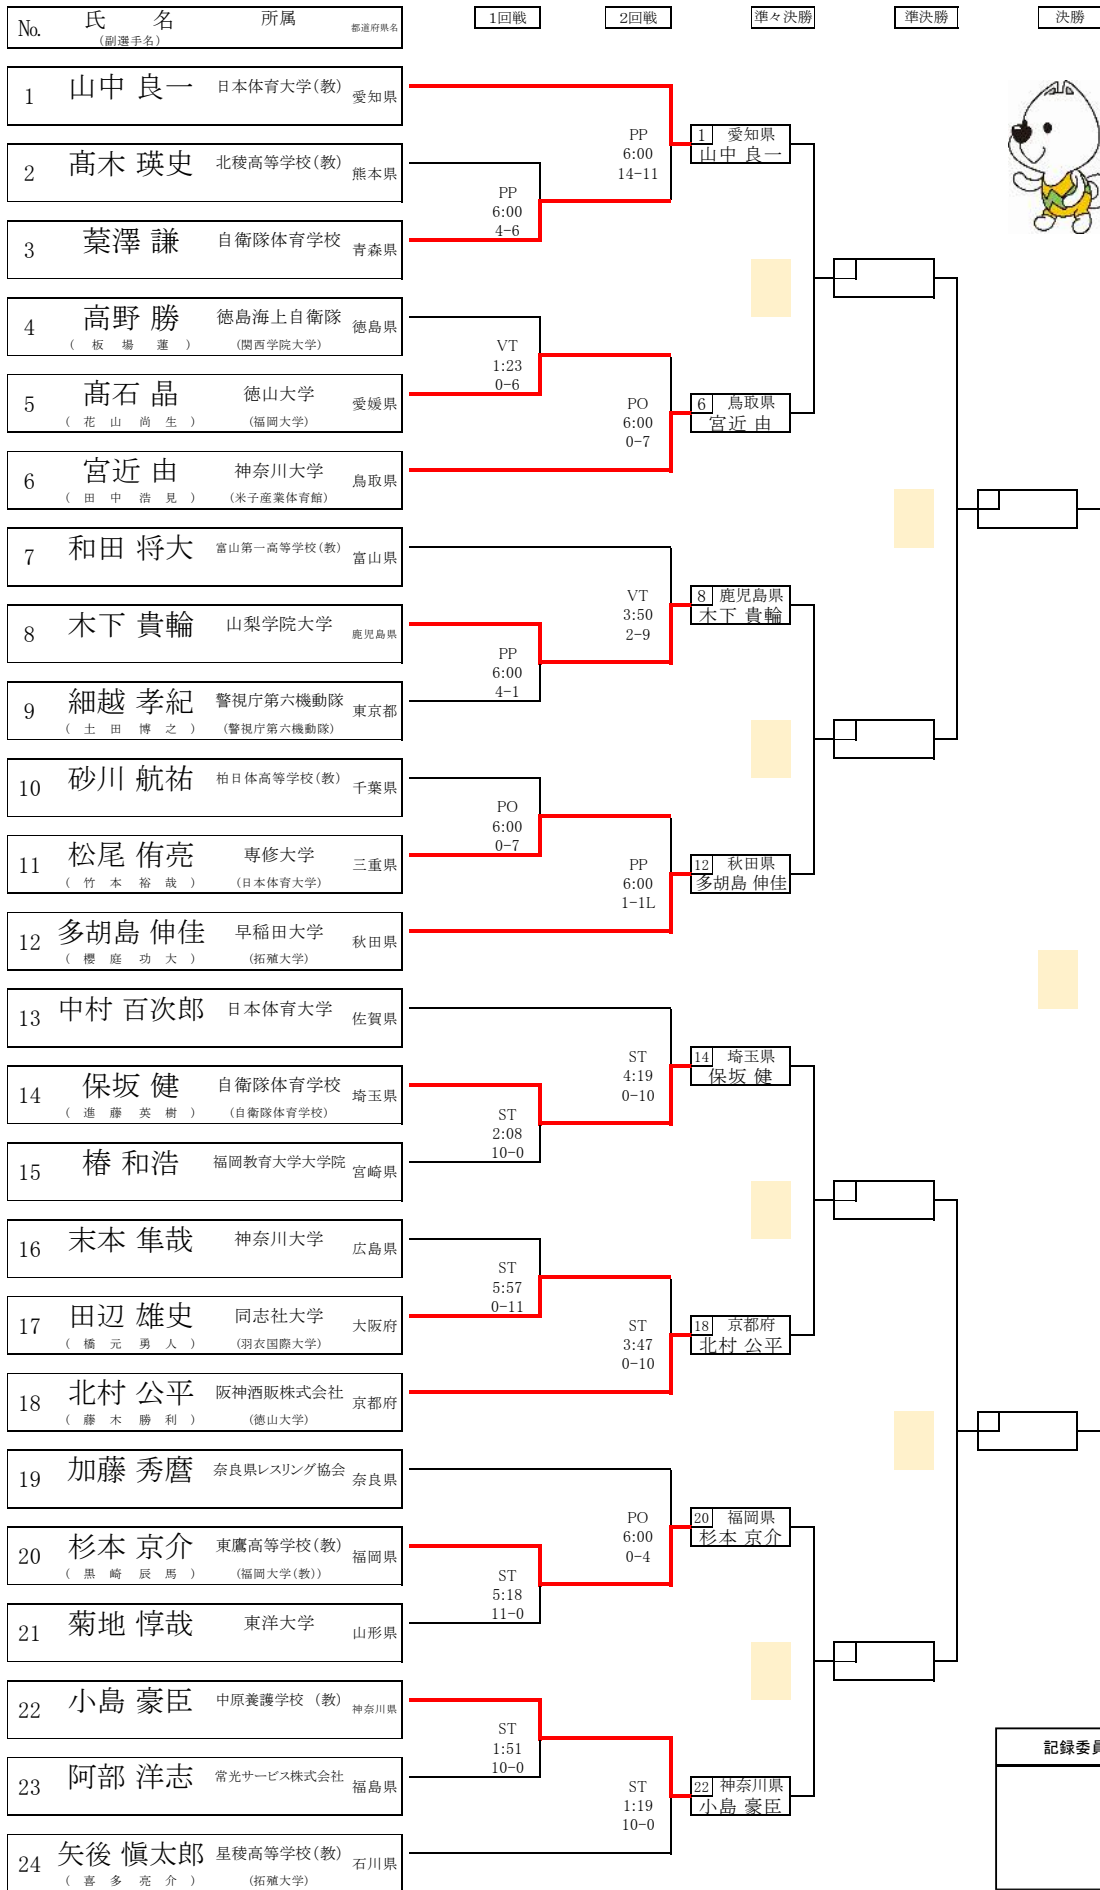 No. 氏 名 所属 都道府県名 1回戦 2回戦 準々決勝 準決勝 決勝
(副選手名)
1 山中 良一 日本体育大学(教) 愛知県
2 髙木 瑛史 北稜高等学校(教) 熊本県
3 葈澤 謙 自衛隊体育学校 青森県
4 高野 勝 徳島海上自衛隊 徳島県
( 板 場 蓮 ) (関西学院大学)
5 髙石 晶 徳山大学 愛媛県
( 花 山 尚 生 ) (福岡大学)
6 宮近 由 神奈川大学 鳥取県
( 田 中 浩 見 ) (米子産業体育館)
7 和田 将大 富山第一高等学校(教) 富山県
8 木下 貴輪 山梨学院大学 鹿児島県
9 細越 孝紀 警視庁第六機動隊 東京都
( 土 田 博 之 ) (警視庁第六機動隊)
10 砂川 航祐 柏日体高等学校(教) 千葉県
11 松尾 侑亮 専修大学 三重県
( 竹 本 裕 哉 ) (日本体育大学)
12 多胡島 伸佳 早稲田大学 秋田県
( 櫻 庭 功 大 ) (拓殖大学)
13 中村 百次郎 日本体育大学 佐賀県
14 保坂 健 自衛隊体育学校 埼玉県
( 進 藤 英 樹 ) (自衛隊体育学校)
15 椿 和浩 福岡教育大学大学院 宮崎県
16 末本 隼哉 神奈川大学 広島県
17 田辺 雄史 同志社大学 大阪府
( 橋 元 勇 人 ) (羽衣国際大学)
18 北村 公平 阪神酒販株式会社 京都府
( 藤 木 勝 利 ) (徳山大学)
19 加藤 秀麿 奈良県レスリング協会 奈良県
20 杉本 京介 東鷹高等学校(教) 福岡県
( 黒 崎 辰 馬 ) (福岡大学(教))
21 菊地 惇哉 東洋大学 山形県
22 小島 豪臣 中原養護学校 (教) 神奈川県
23 阿部 洋志 常光サービス株式会社 福島県
24 矢後 愼太郎 星稜高等学校(教) 石川県
( 喜 多 亮 介 ) (拓殖大学)
PP
6:00
4-6
VT
1:23
0-6
PP
6:00
4-1
PO
6:00
0-7
ST
2:08
10-0
ST
5:57
0-11
ST
5:18
11-0
ST
1:51
10-0
PP
6:00
14-11
PO
6:00
0-7
VT
3:50
2-9
PP
6:00
1-1L
ST
4:19
0-10
ST
3:47
0-10
PO
6:00
0-4
ST
1:19
10-0
1 愛知県
山中 良一
6 鳥取県
宮近 由
8 鹿児島県
木下 貴輪
12 秋田県
多胡島 伸佳
14 埼玉県
保坂 健
18 京都府
北村 公平
20 福岡県
杉本 京介
22 神奈川県
小島 豪臣
記録委員